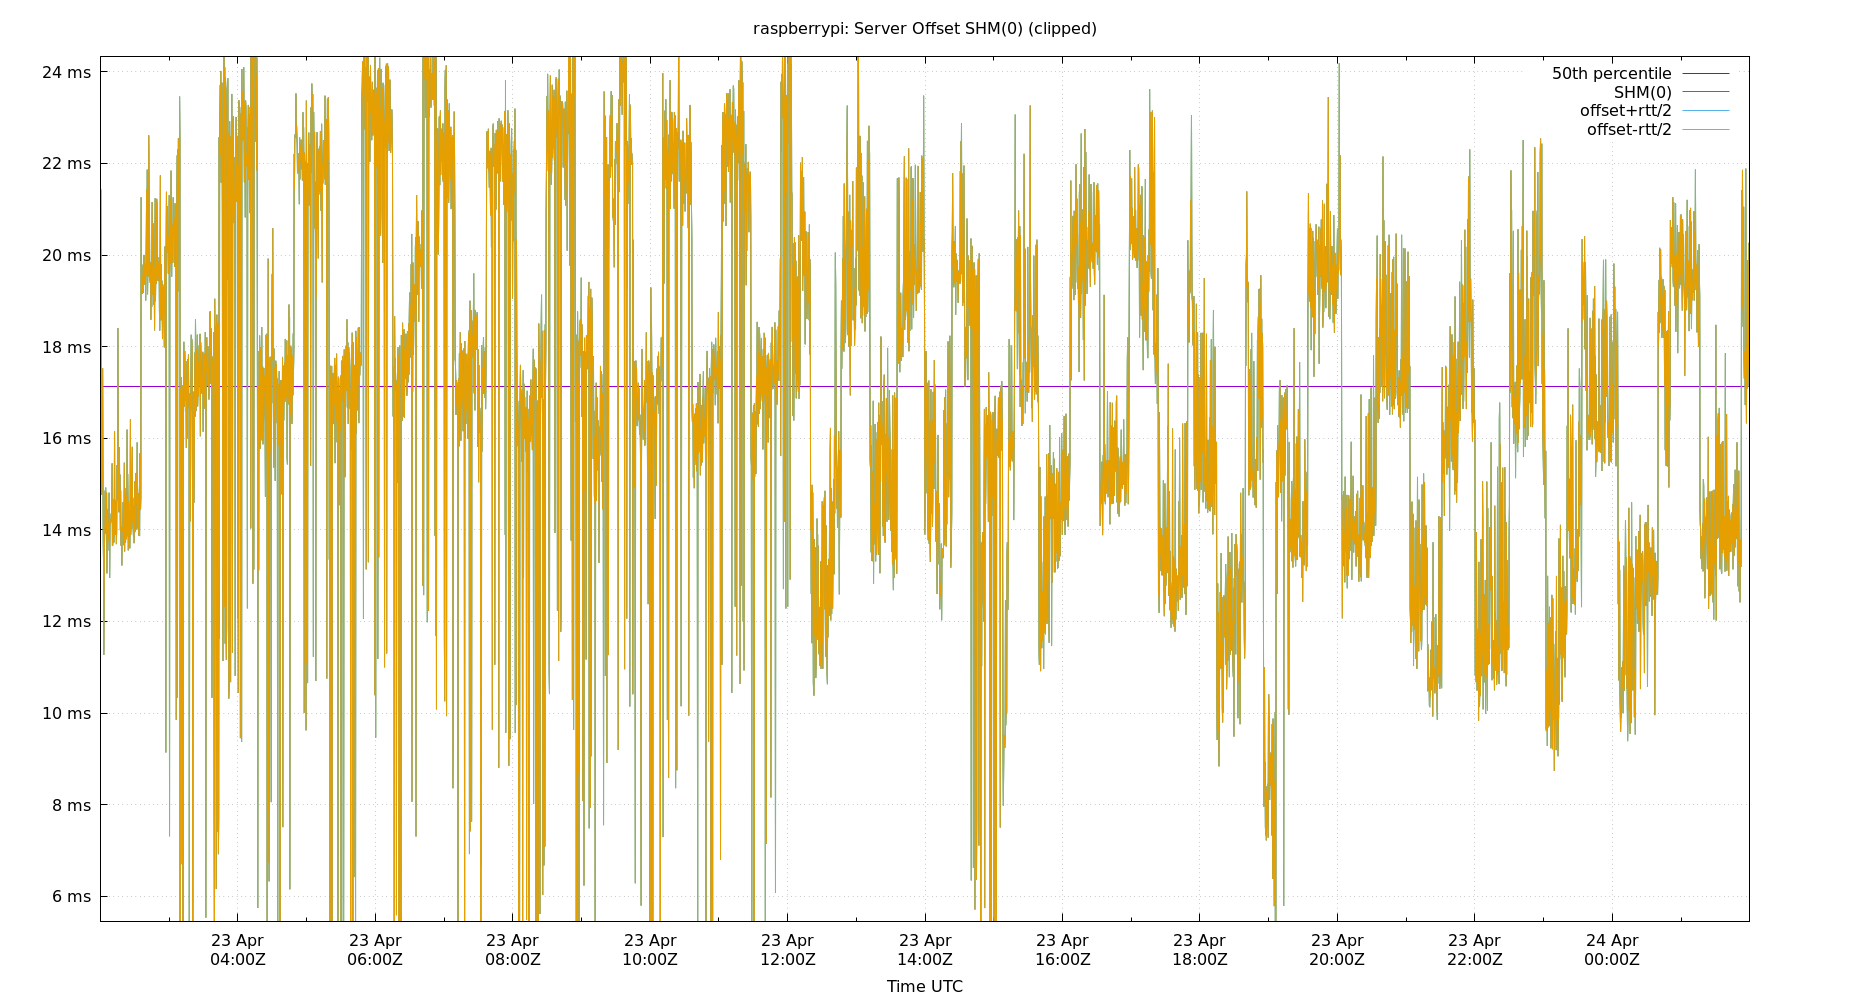 raspberrypi: Server Offset SHM(0) (clipped)
24 ms
22 ms
20 ms
18 ms
16 ms
14 ms
12 ms
10 ms
8 ms
6 ms
50th percentile
SHM(0)
offset+rtt/2
offset-rtt/2
23 Apr 23 Apr 23 Apr 23 Apr 23 Apr 23 Apr 23 Apr 23 Apr 23 Apr 23 Apr 24 Apr
04:00Z 06:00Z 08:00Z 10:00Z 12:00Z 14:00Z 16:00Z 18:00Z 20:00Z 22:00Z 00:00Z
Time UTC